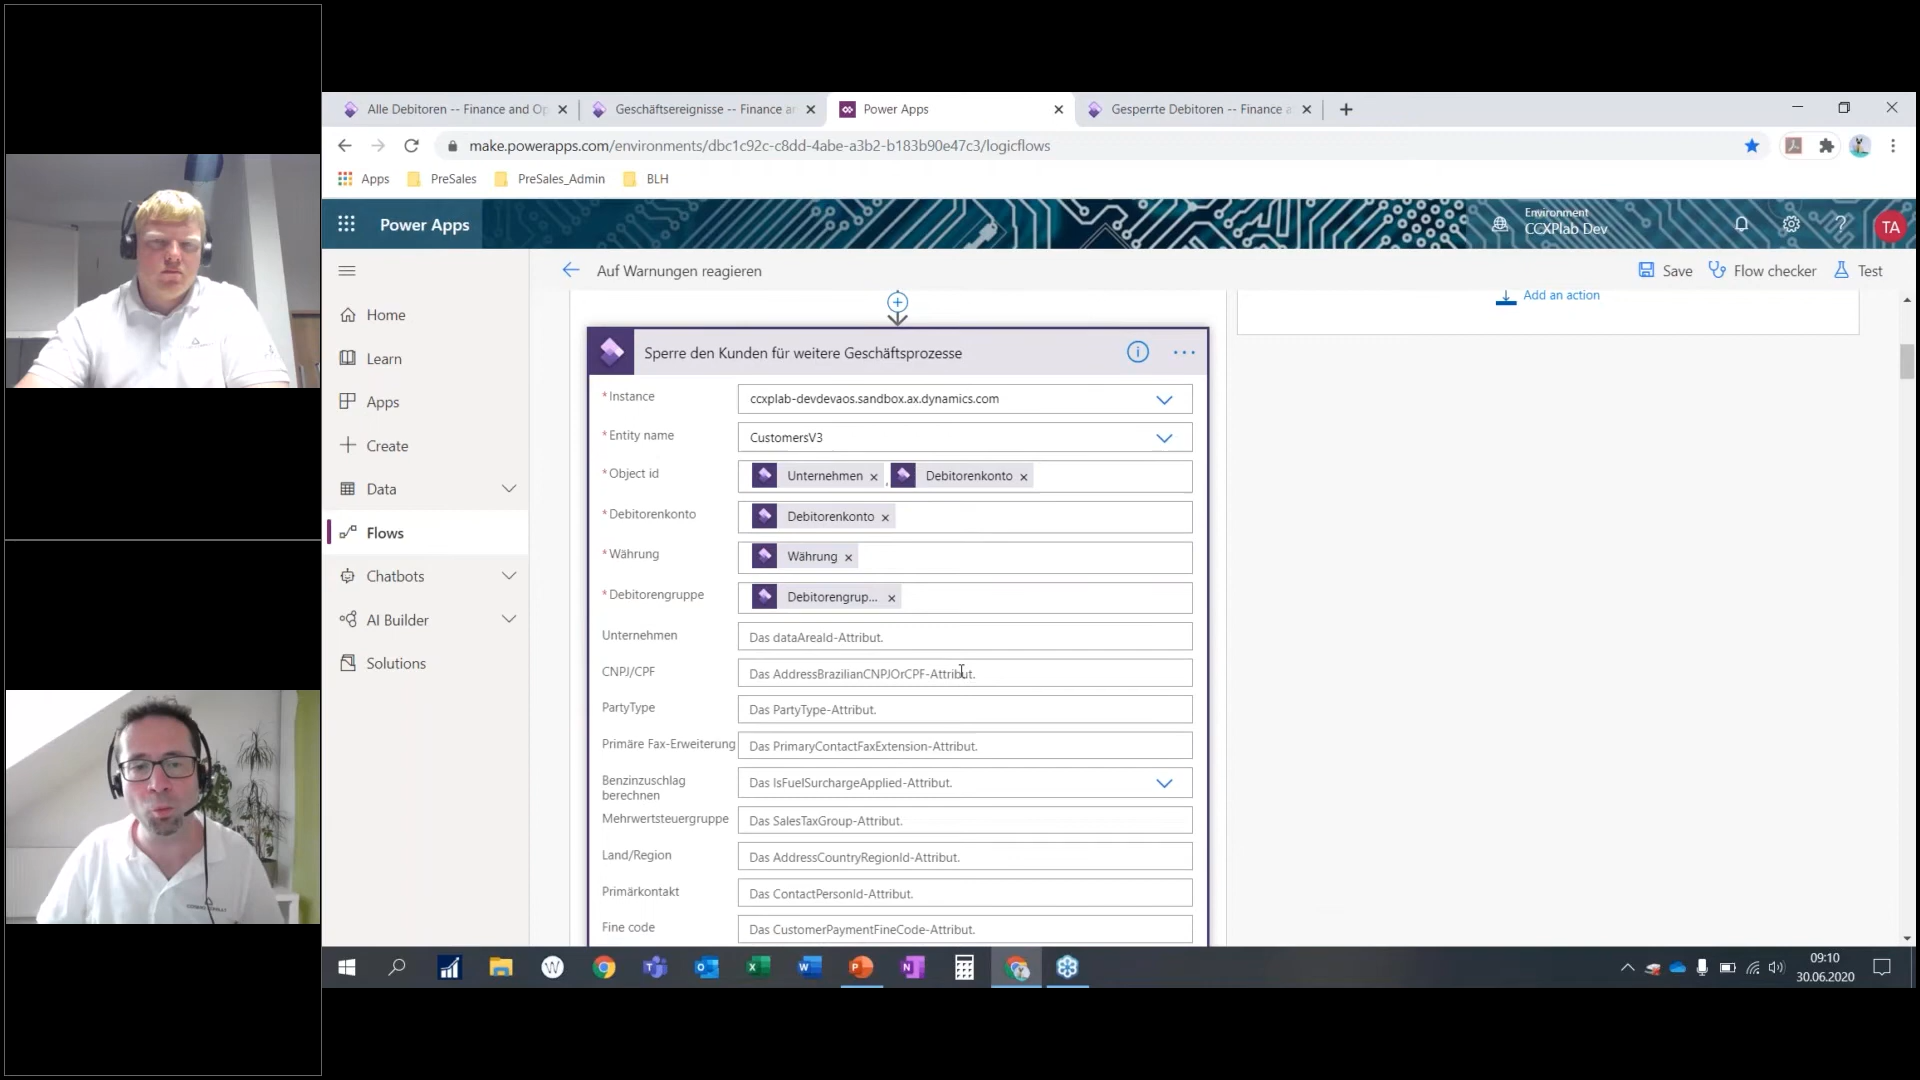 Alle Debitoren -- Finance and Op
Geschäftsereignisse -- Finance an
Power Apps
Gesperrte Debitoren -- Finance a
make.powerapps.com/environments/dbc1c92c-c8dd-4abe-a3b2-b183b90e47c3/logicflows
Apps
PreSales
PreSales_Admin
BLH
Power Apps
Environment
CCXPlab Dev
TA
Auf Warnungen reagieren
Save
Flow checker
Test
Home
Learn
Apps
Create
Data
Flows
Chatbots
AI Builder
Solutions
Add an action
Sperre den Kunden für weitere Geschäftsprozesse
* Instance
ccxplab-devdevaos.sandbox.ax.dynamics.com
* Entity name
CustomersV3
* Object id
Unternehmen × , Debitorenkonto ×
* Debitorenkonto
Debitorenkonto ×
* Währung
Währung ×
* Debitorengruppe
Debitorengrup... ×
Unternehmen
Das dataAreaId-Attribut.
CNPJ/CPF
Das AddressBrazilianCNPJOrCPF-Attribut.
PartyType
Das PartyType-Attribut.
Primäre Fax-Erweiterung
Das PrimaryContactFaxExtension-Attribut.
Benzinzuschlag
berechnen
Das IsFuelSurchargeApplied-Attribut.
Mehrwertsteuergruppe
Das SalesTaxGroup-Attribut.
Land/Region
Das AddressCountryRegionId-Attribut.
Primärkontakt
Das ContactPersonId-Attribut.
Fine code
Das CustomerPaymentFineCode-Attribut.
09:10
30.06.2020